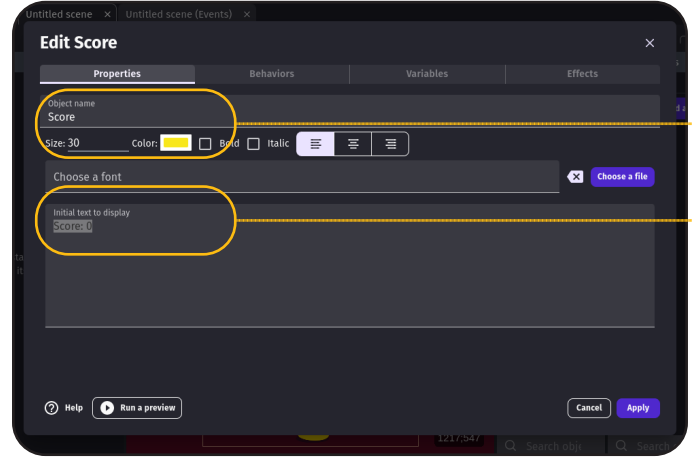 Untitled scene × Untitled scene (Events) ×
Edit Score
Properties Behaviors Variables Effects
Object name
Score
Size: 30 Color: Bold Italic
Choose a font Choose a file
Initial text to display
Score: 0
Help Run a preview Cancel Apply
1217;547
Search obje Search